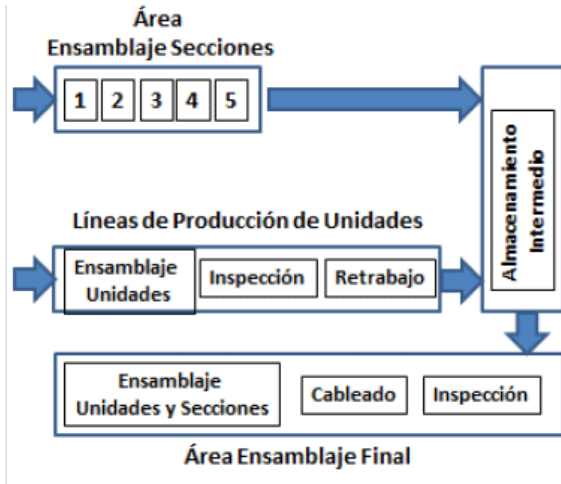 Área
Ensamblaje Secciones
1 2 3 4 5
Almacenamiento
Intermedio
Líneas de Producción de Unidades
Ensamblaje
Unidades
Inspección
Retrabajo
Ensamblaje
Unidades y Secciones
Cableado
Inspección
Área Ensamblaje Final